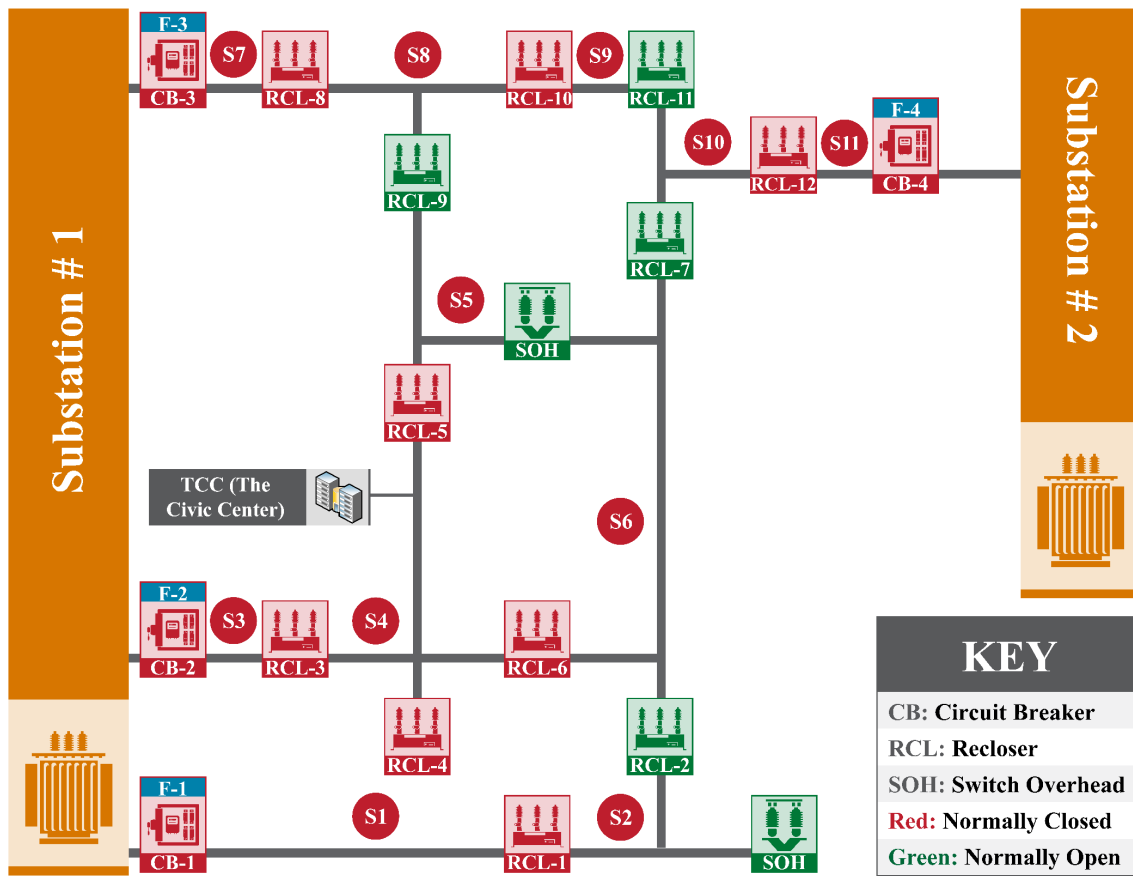 F-3
CB-3
S7
RCL-8
S8
RCL-10
S9
RCL-11
Substation # 1
Substation # 2
S10
RCL-12
S11
F-4
CB-4
RCL-9
RCL-7
S5
SOH
RCL-5
TCC (The
Civic Center)
S6
F-2
CB-2
S3
RCL-3
S4
RCL-6
RCL-4
RCL-2
F-1
CB-1
S1
RCL-1
S2
SOH
KEY
CB: Circuit Breaker
RCL: Recloser
SOH: Switch Overhead
Red: Normally Closed
Green: Normally Open